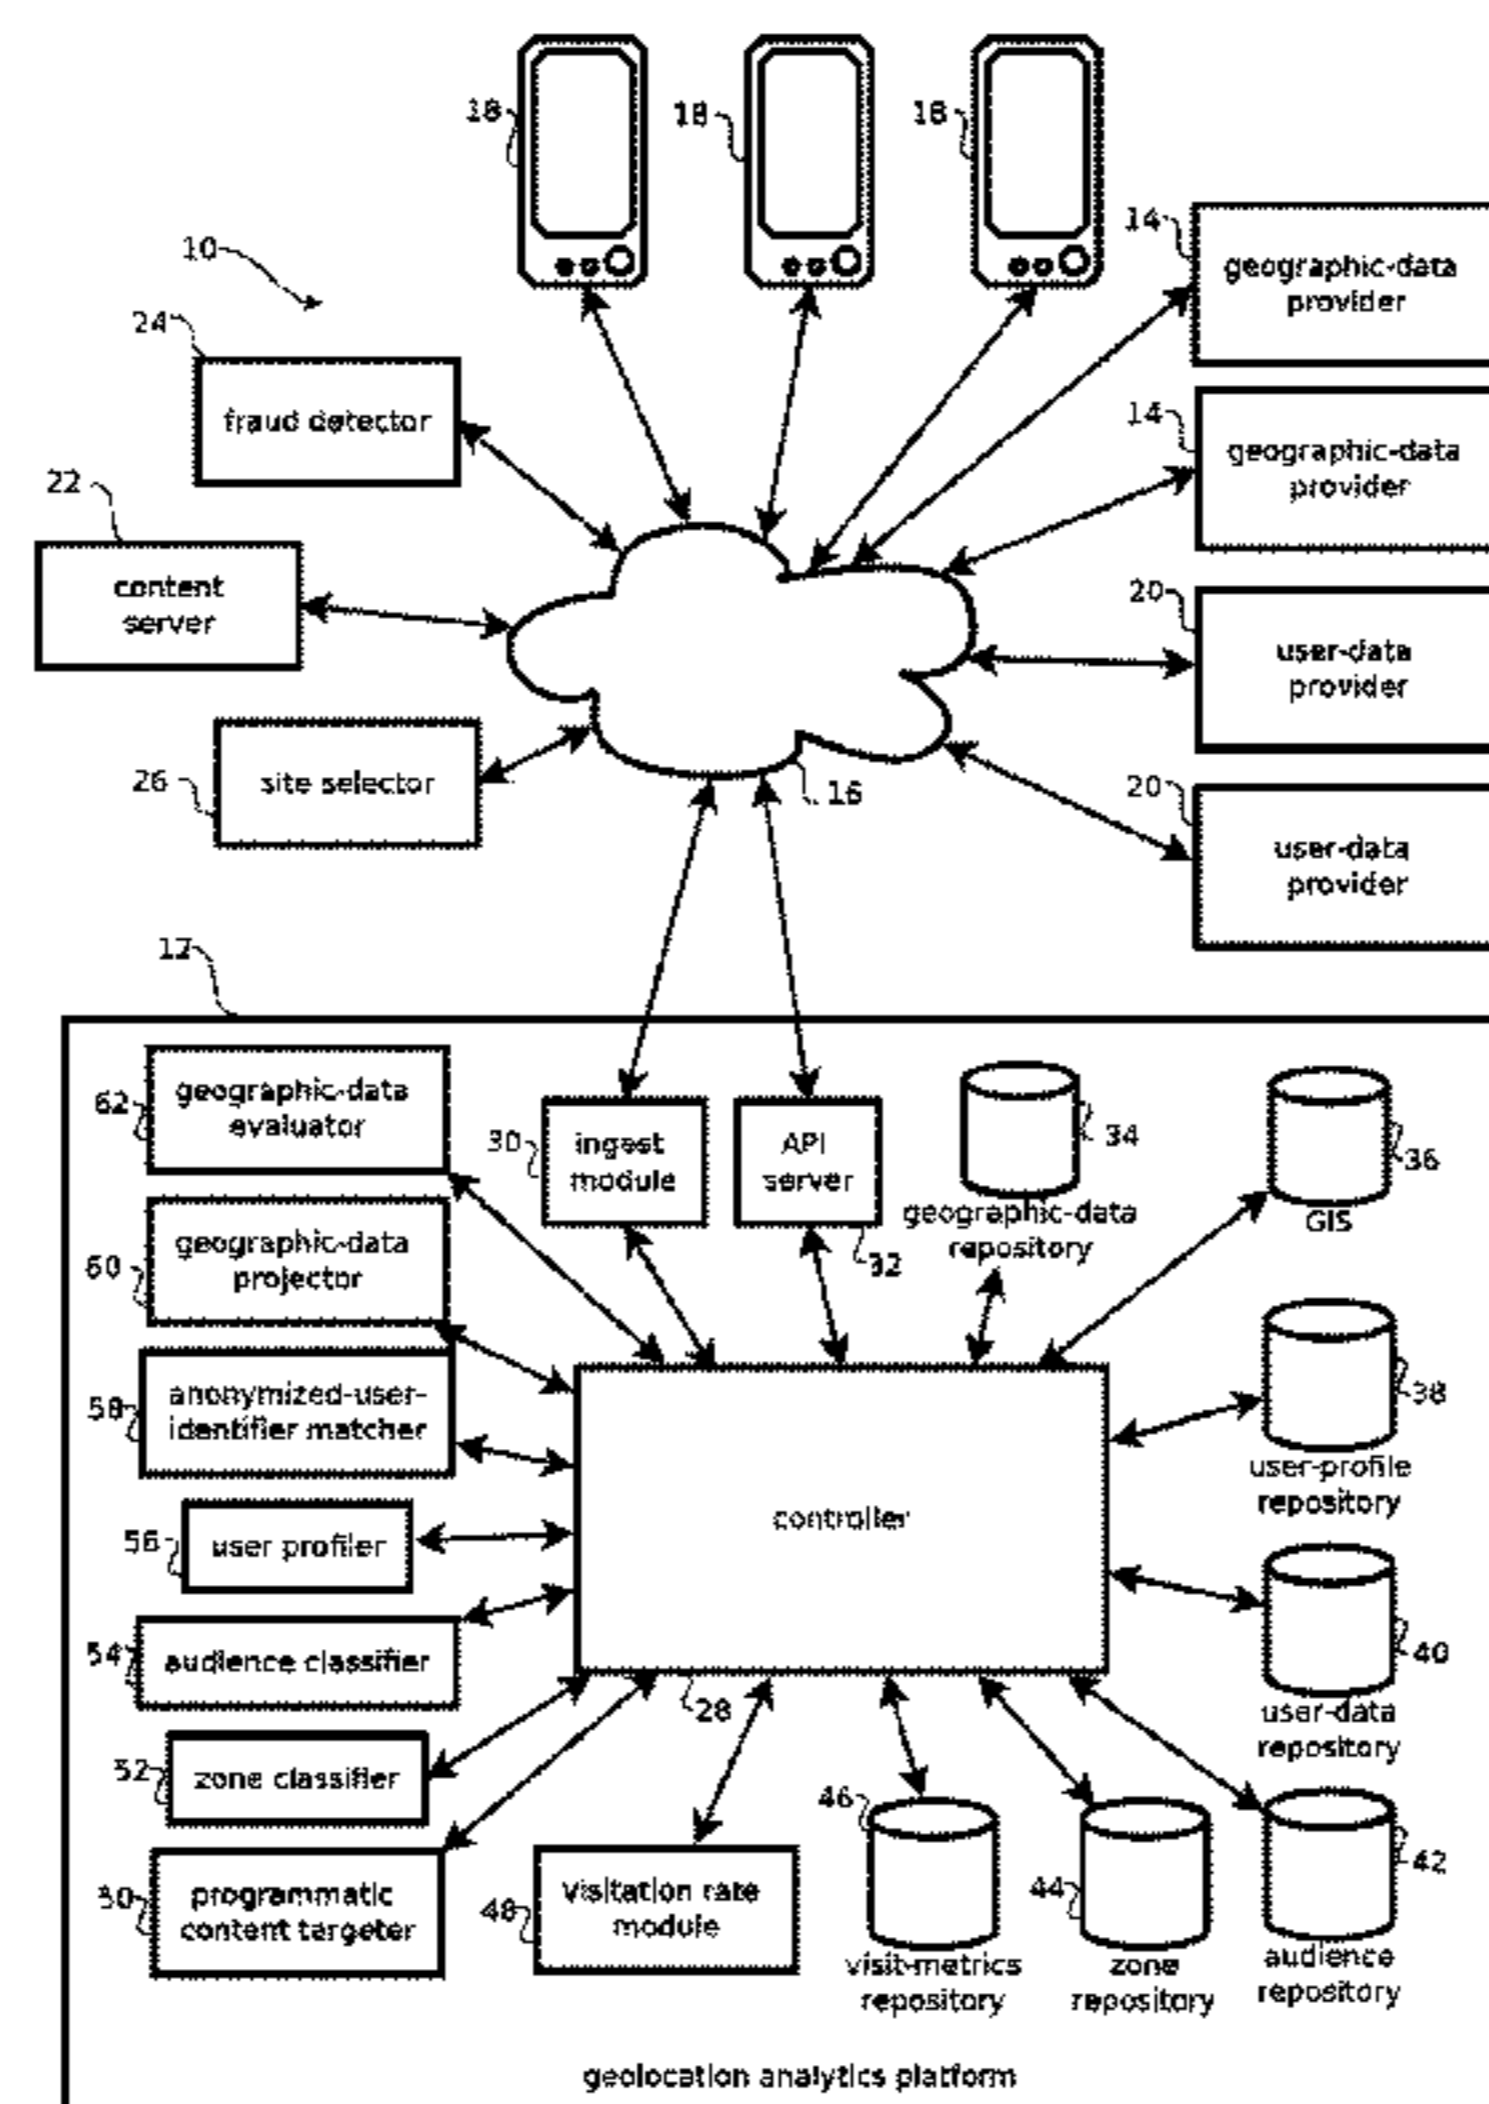 18
18
18
14
geographic-data
provider
10
24
fraud detector
14
geographic-data
provider
22
content
server
20
user-data
provider
26
site selector
16
20
user-data
provider
12
62
geographic-data
evaluator
30
ingest
module
API
server
32
34
geographic-data
repository
36
GIS
60
geographic-data
projector
58
anonymized-user-
identifier matcher
38
user-profile
repository
controller
28
56
user profiler
40
user-data
repository
54
audience classifier
52
zone classifier
46
visit-metrics
repository
44
zone
repository
42
audience
repository
50
programmatic
content targeter
48
visitation rate
module
geolocation analytics platform